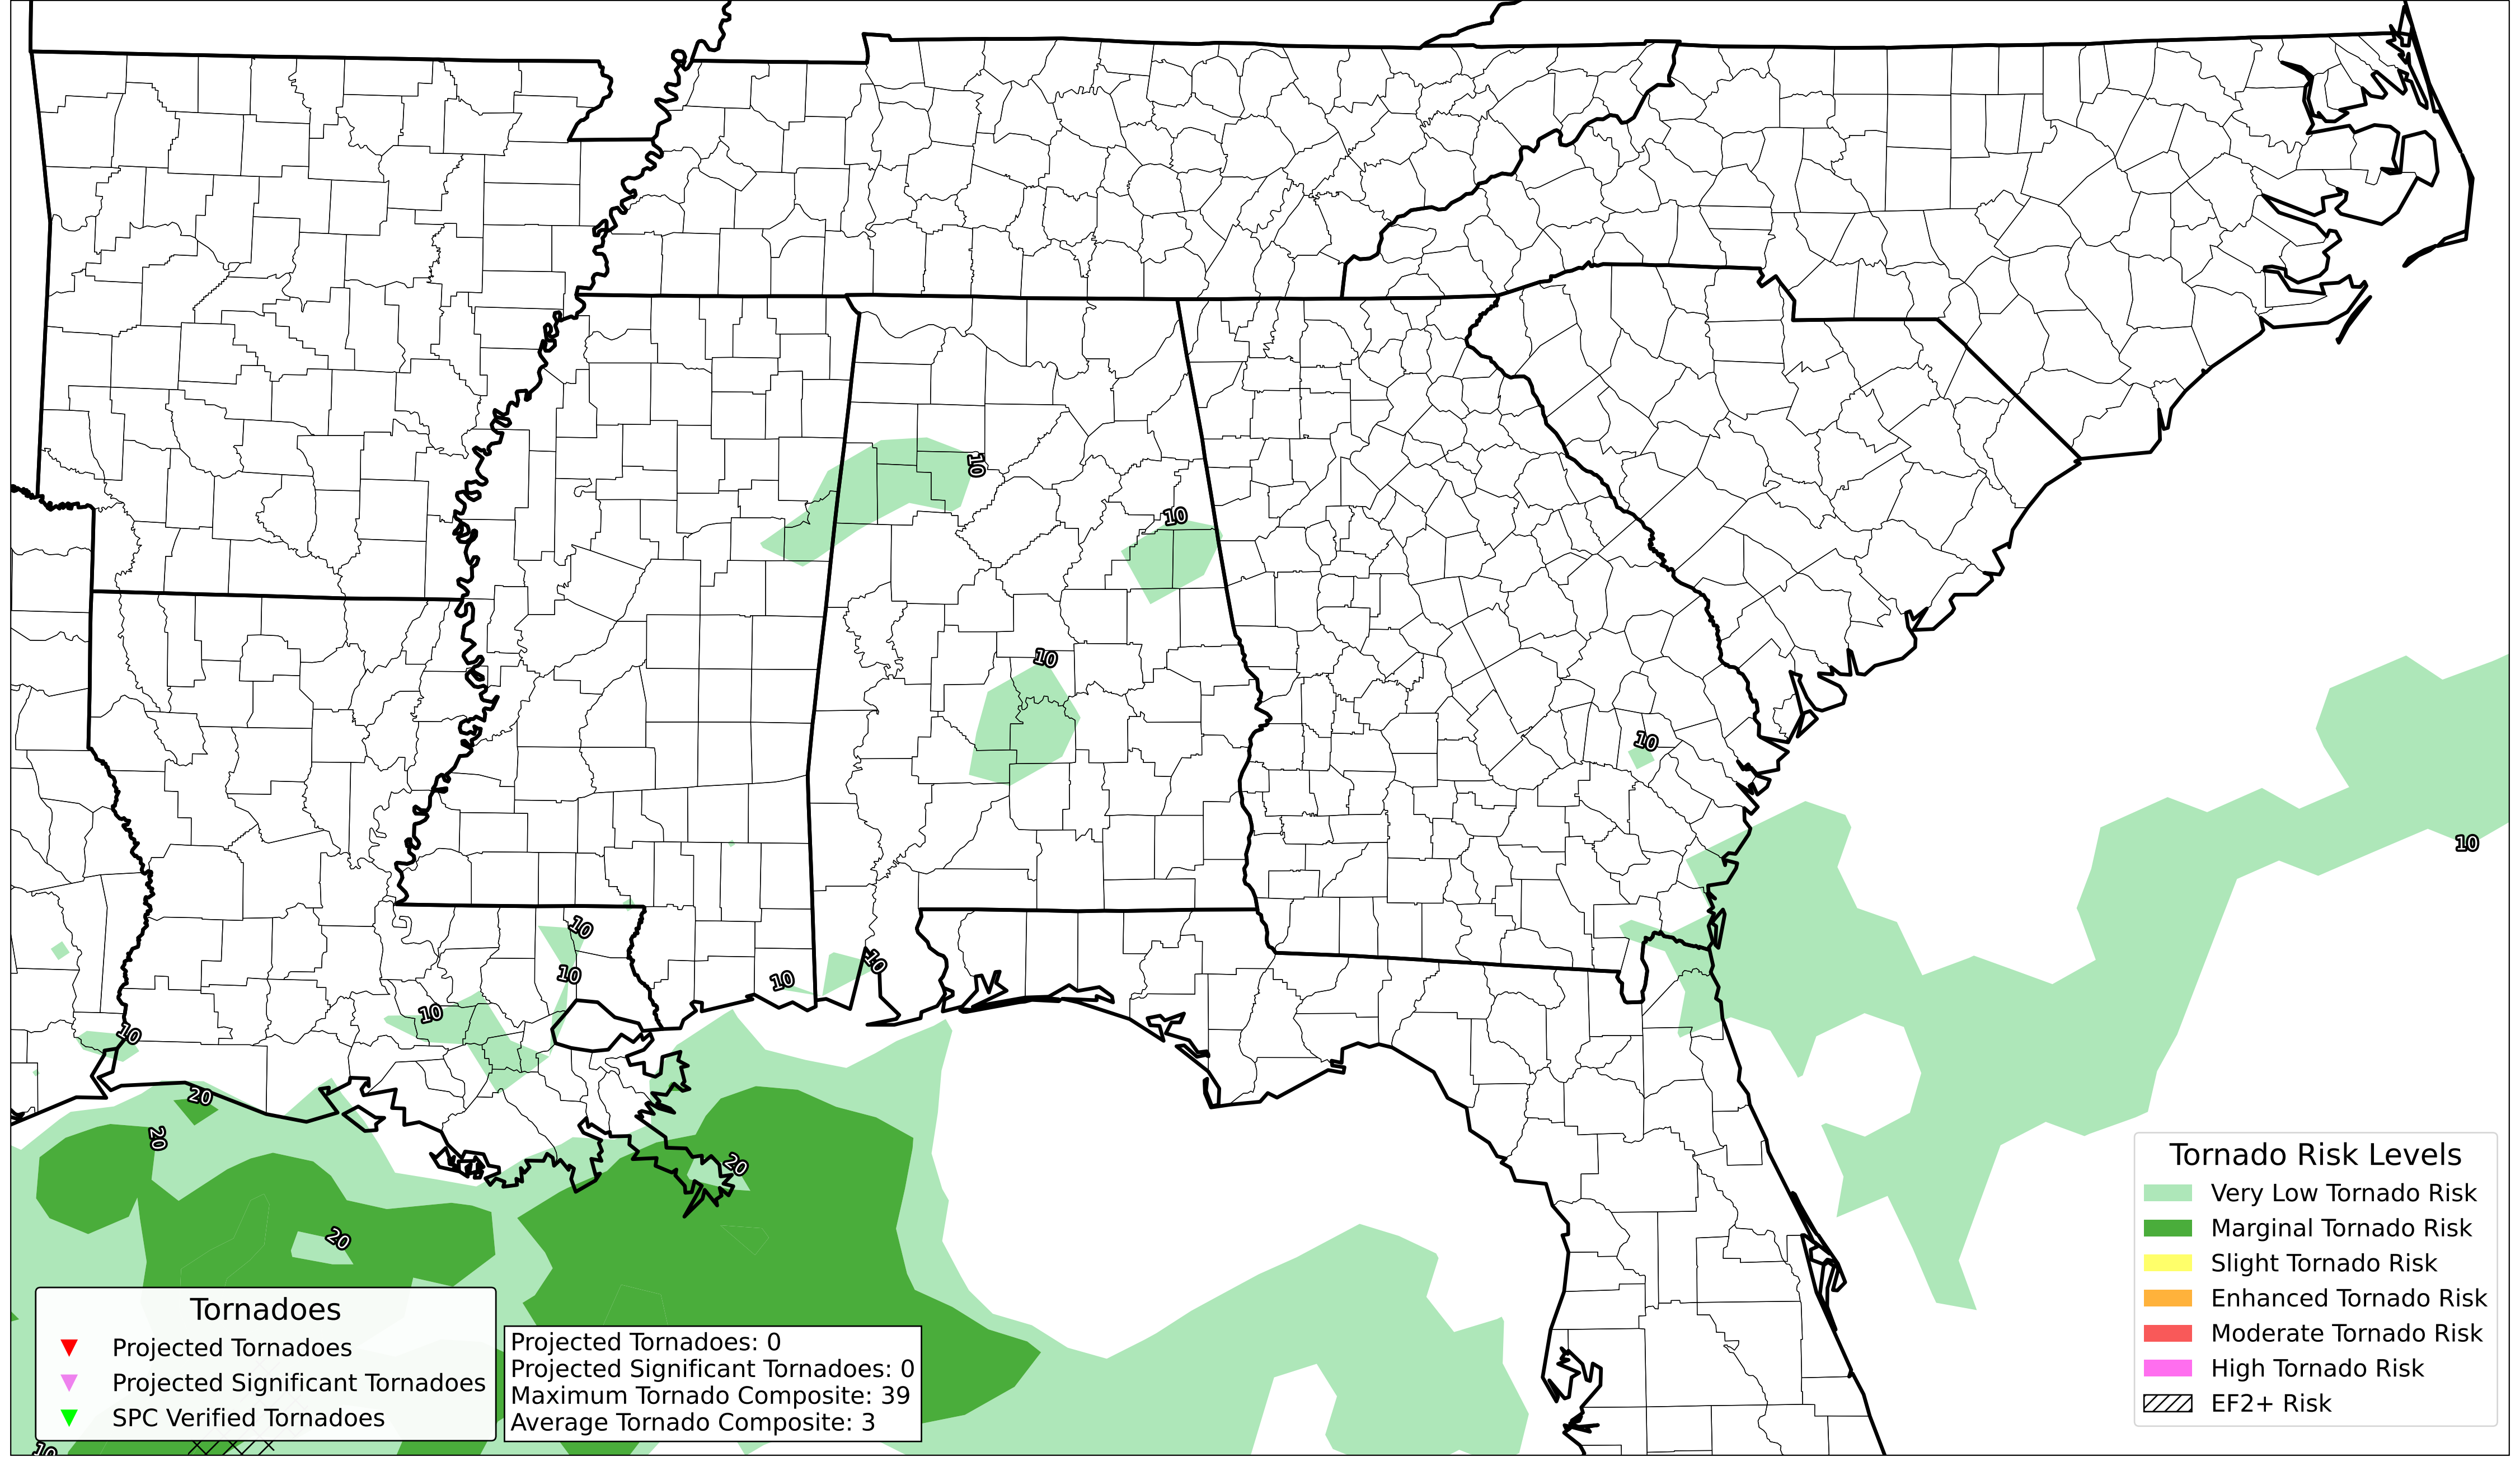 10
10
10
10
10
10
10
10
10
10
10
20
20
20
20
10
Tornadoes
Projected Tornadoes
Projected Significant Tornadoes
SPC Verified Tornadoes
Projected Tornadoes: 0
Projected Significant Tornadoes: 0
Maximum Tornado Composite: 39
Average Tornado Composite: 3
Tornado Risk Levels
Very Low Tornado Risk
Marginal Tornado Risk
Slight Tornado Risk
Enhanced Tornado Risk
Moderate Tornado Risk
High Tornado Risk
EF2+ Risk